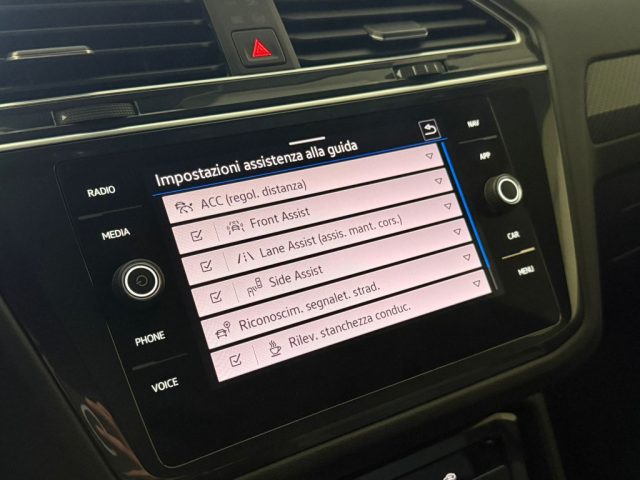 Impostazioni assistenza alla guida
ACC (regol. distanza)
Front Assist
Lane Assist (assis. mant. cors.)
Side Assist
Riconoscim. segnalet. strad.
Rilev. stanchezza conduc.
RADIO
MEDIA
PHONE
VOICE
NAV
APP
CAR
MENU